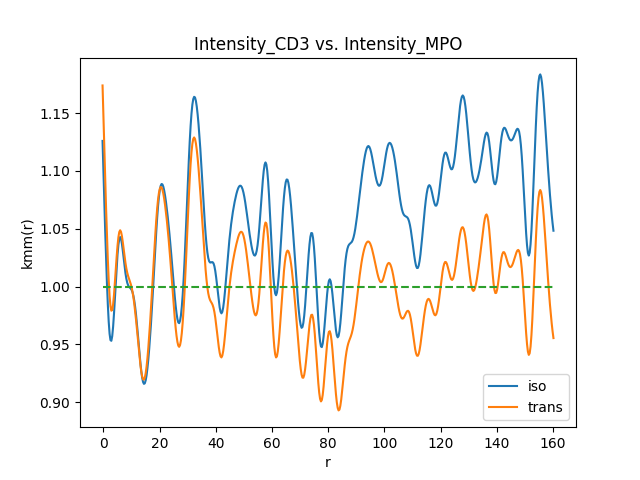 Intensity_CD3 vs. Intensity_MPO
kmm(r)
1.15
1.10
1.05
1.00
0.95
0.90
0 20 40 60 80 100 120 140 160
r
iso
trans